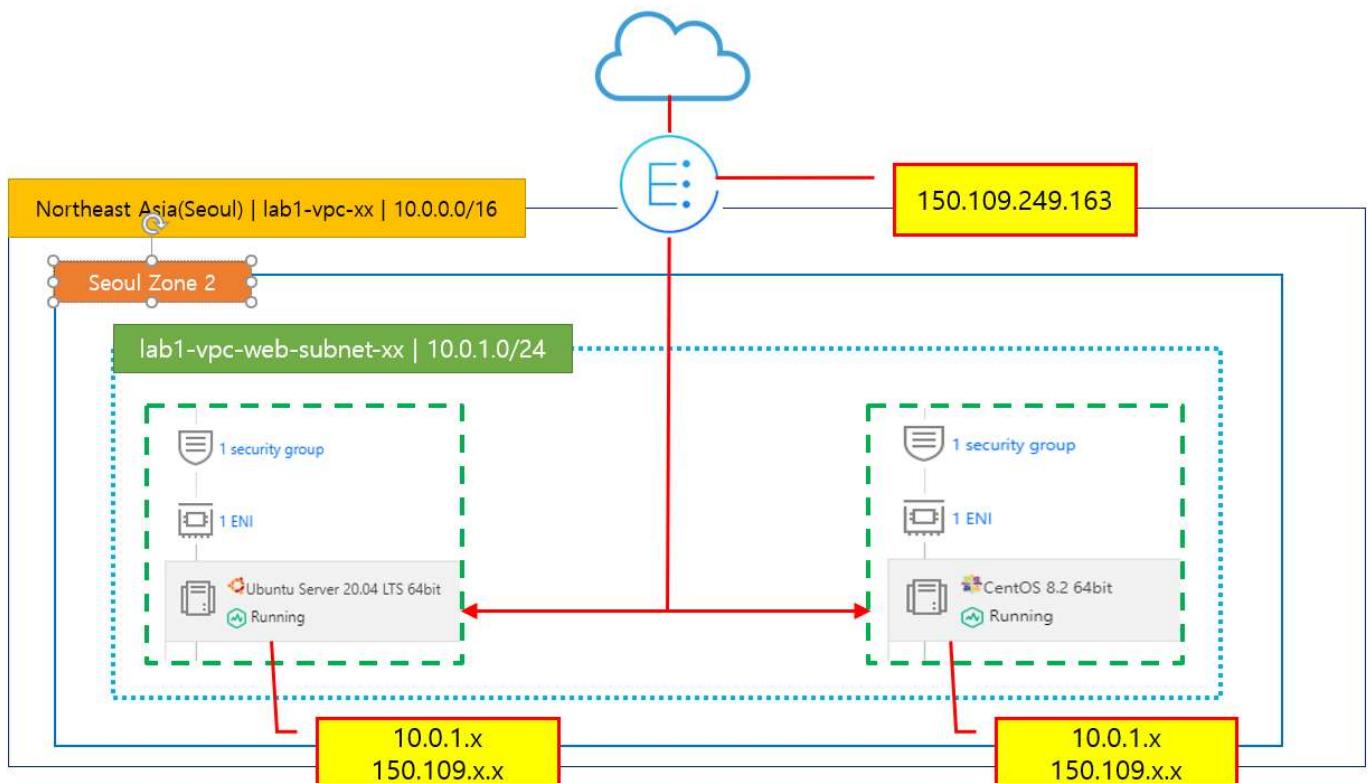 150.109.249.163
Northeast Asia(Seoul) | lab1-vpc-xx | 10.0.0.0/16
Seoul Zone 2
lab1-vpc-web-subnet-xx | 10.0.1.0/24
1 security group
1 ENI
Ubuntu Server 20.04 LTS 64bit
Running
1 security group
1 ENI
CentOS 8.2 64bit
Running
10.0.1.x
150.109.x.x
10.0.1.x
150.109.x.x